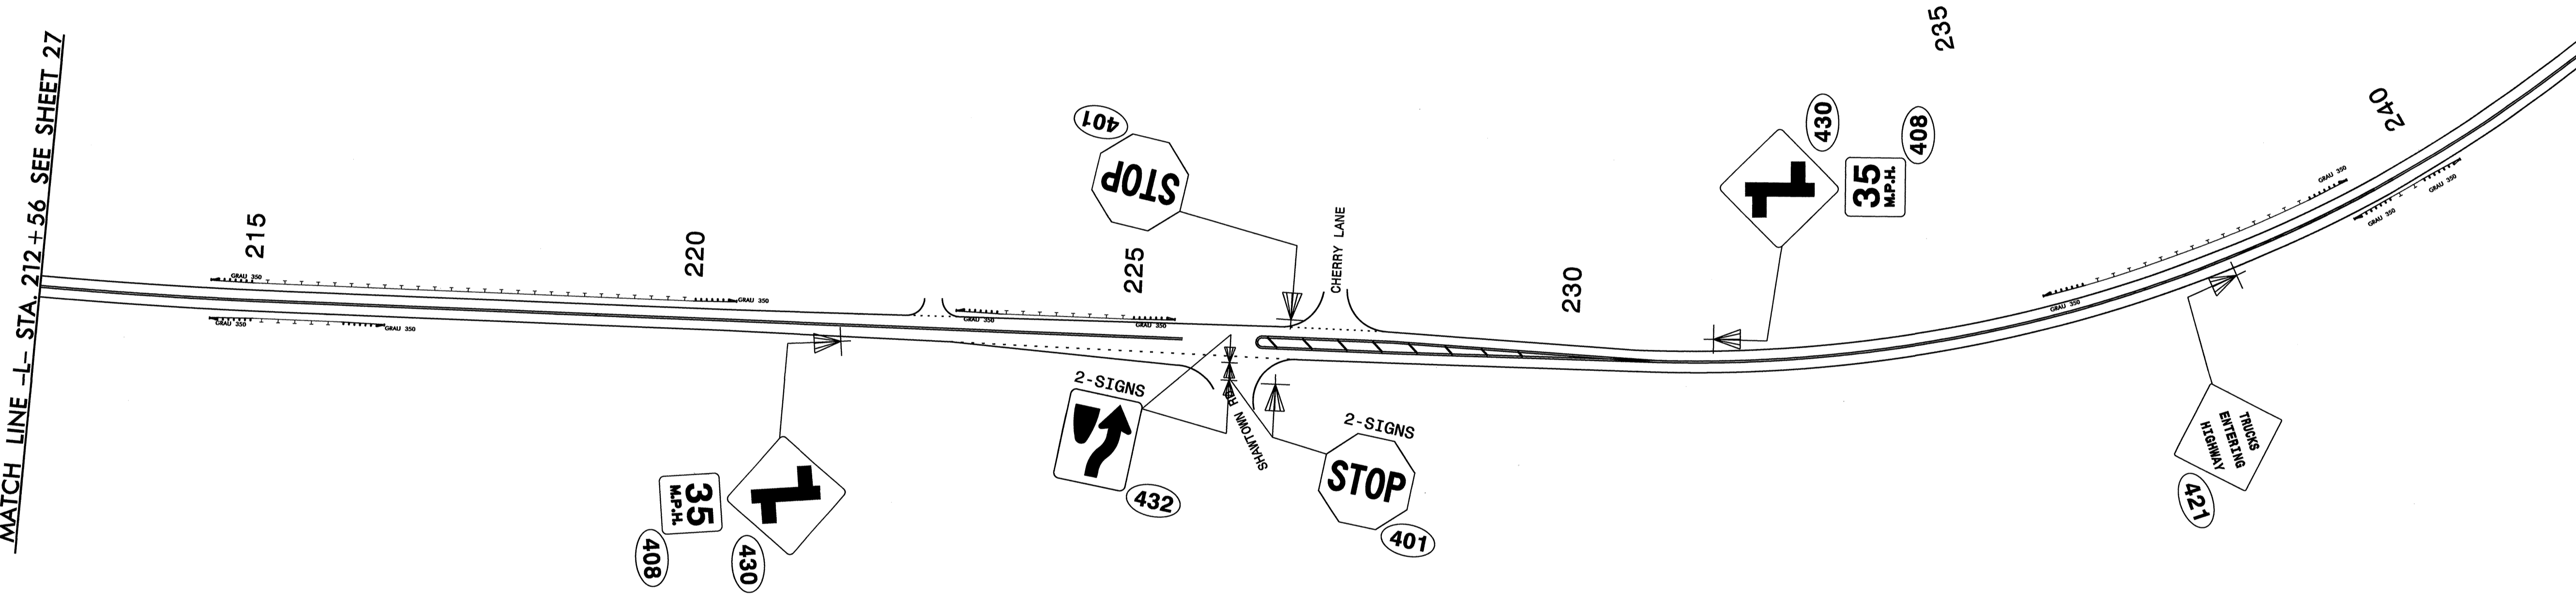 MATCH LINE -L- STA. 212+56 SEE SHEET 27
215
220
225
230
235
240
GRAU 350
GRAU 350
GRAU 350
GRAU 350
GRAU 350
GRAU 350
GRAU 350
GRAU 350
GRAU 350
GRAU 350
401
STOP
CHERRY LANE
430
408
35
M.P.H.
2-SIGNS
432
SHAWTOWN RD
2-SIGNS
STOP
401
35
M.P.H.
408
430
TRUCKS
ENTERING
HIGHWAY
421